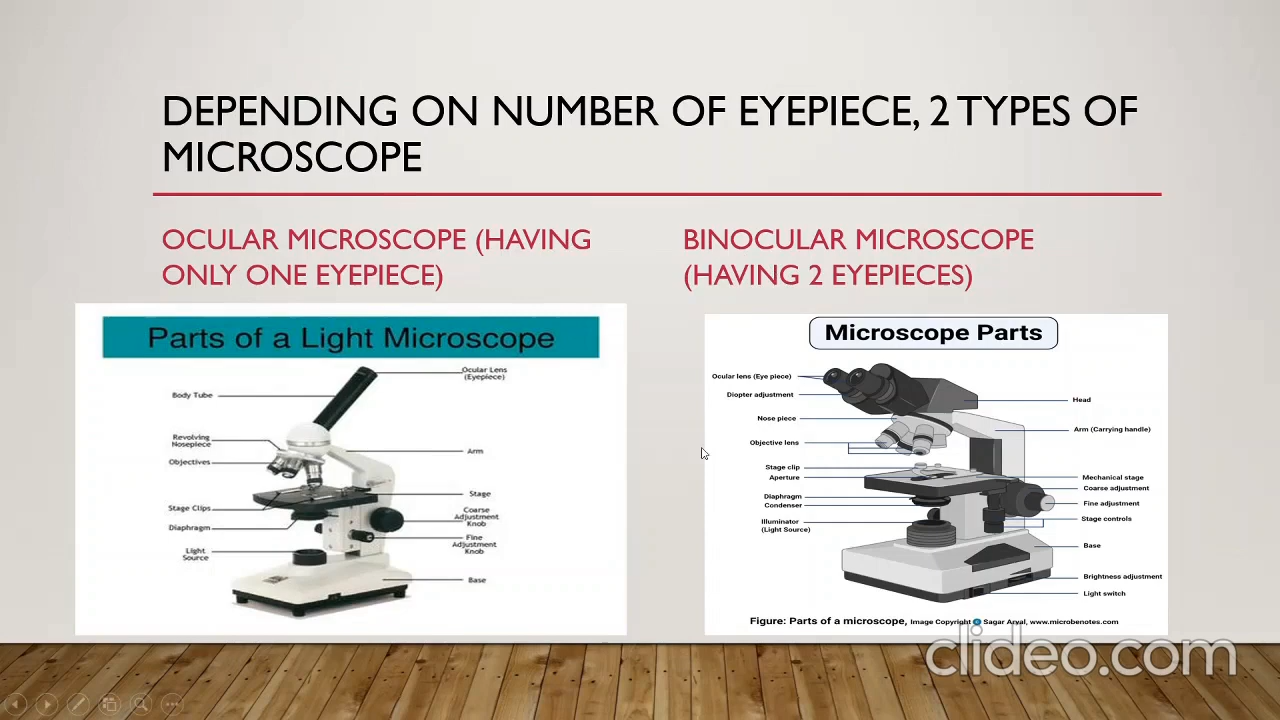 DEPENDING ON NUMBER OF EYEPIECE, 2 TYPES OF
MICROSCOPE
OCULAR MICROSCOPE (HAVING
ONLY ONE EYEPIECE)
Parts of a Light Microscope
Ocular Lens
(Eyepiece)
Body Tube
Revolving
Nosepiece
Arm
Objectives
Stage
Stage Clips
Coarse
Adjustment
Knob
Diaphragm
Fine
Adjustment
Knob
Light
Source
Base
BINOCULAR MICROSCOPE
(HAVING 2 EYEPIECES)
Microscope Parts
Ocular lens (Eye piece)
Diopter adjustment
Head
Nose piece
Arm (Carrying handle)
Objective lens
Stage clip
Aperture
Mechanical stage
Coarse adjustment
Diaphragm
Condenser
Fine adjustment
Illuminator
(Light Source)
Stage controls
Base
Brightness adjustment
Light switch
Figure: Parts of a microscope, Image Copyright © Sagar Aryal, www.microbenotes.com
clideo.com